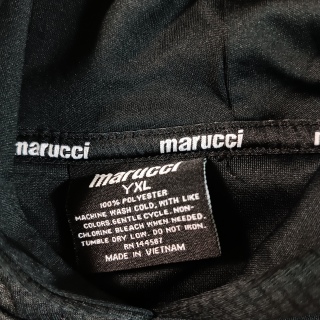 marucci marucci
marucci
YXL
100% POLYESTER
MACHINE WASH COLD, WITH LIKE
COLORS. GENTLE CYCLE. NON-
CHLORINE BLEACH WHEN NEEDED.
TUMBLE DRY LOW. DO NOT IRON.
RN 144587
MADE IN VIETNAM